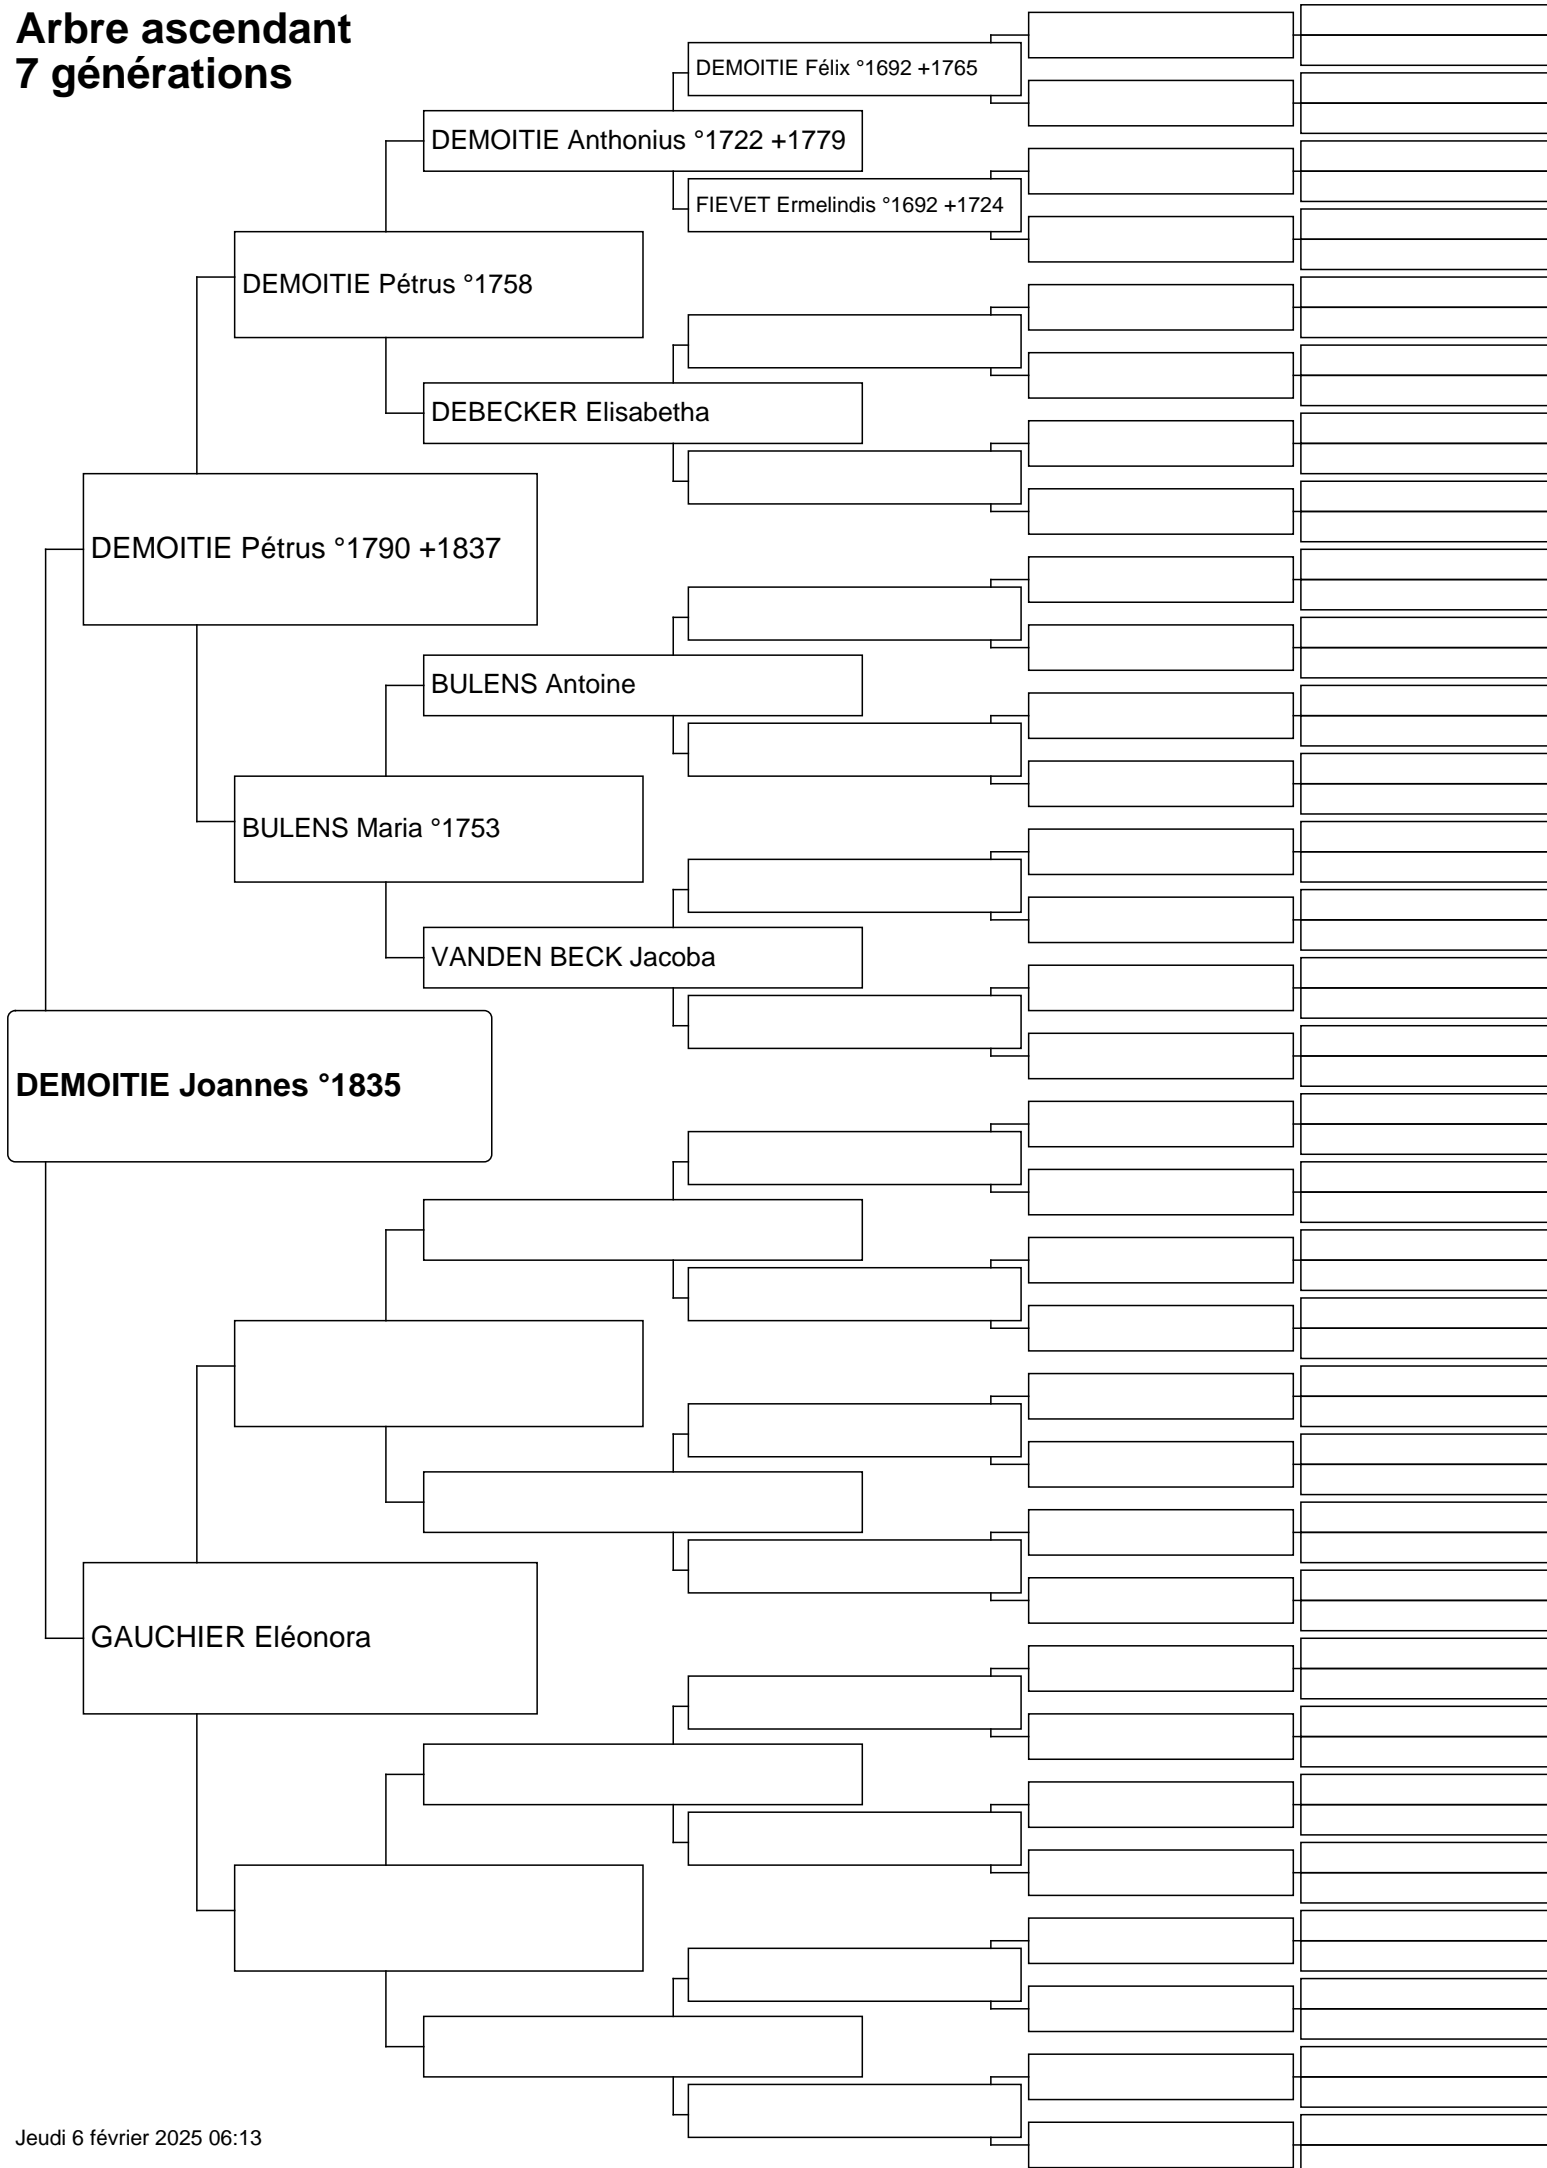 Arbre ascendant
7 générations
DEMOITIE Félix °1692 +1765
DEMOITIE Anthonius °1722 +1779
FIEVET Ermelindis °1692 +1724
DEMOITIE Pétrus °1758
DEBECKER Elisabetha
DEMOITIE Pétrus °1790 +1837
BULENS Antoine
BULENS Maria °1753
VANDEN BECK Jacoba
DEMOITIE Joannes °1835
GAUCHIER Eléonora
Jeudi 6 février 2025 06:13